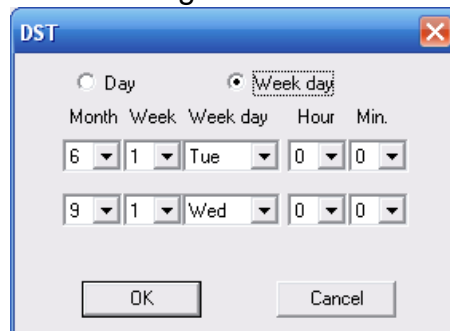 DST
Day Week day
Month Week Week day Hour Min.
6 1 Tue 0 0
9 1 Wed 0 0
OK Cancel